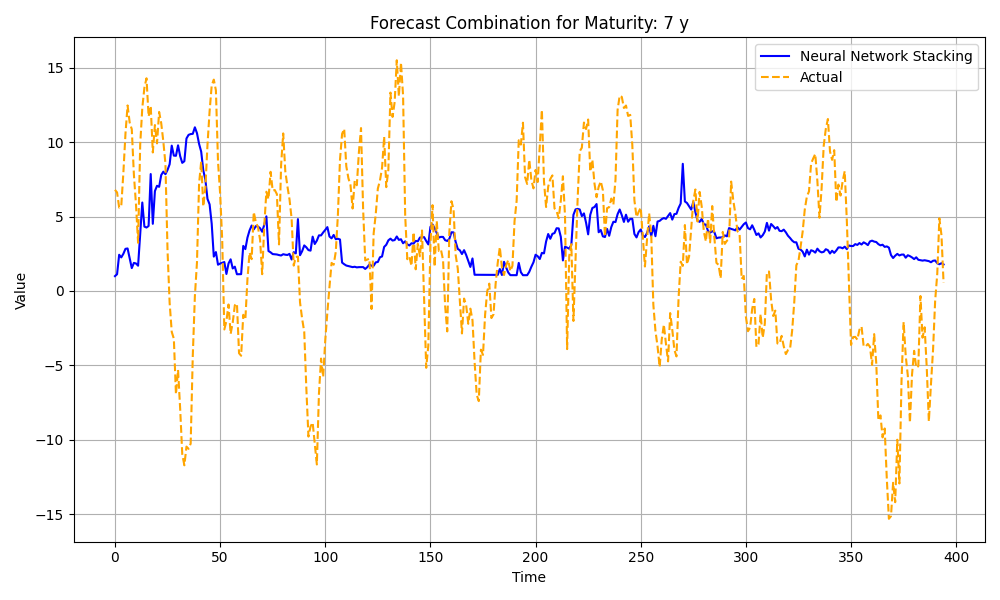 Forecast Combination for Maturity: 7 y
Neural Network Stacking
Actual
Value
15
10
5
0
−5
−10
−15
0 50 100 150 200 250 300 350 400
Time